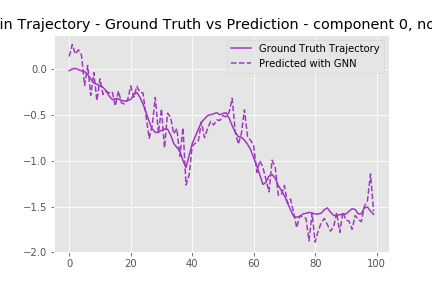 in Trajectory - Ground Truth vs Prediction - component 0, no
Ground Truth Trajectory
Predicted with GNN
0.0
−0.5
−1.0
−1.5
−2.0
0 20 40 60 80 100